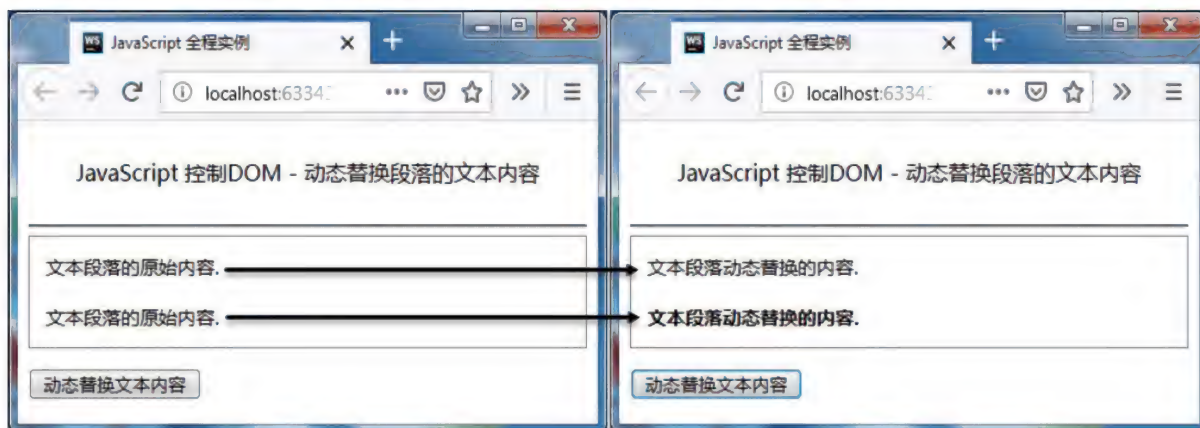 JavaScript 全程实例
localhost:6334
JavaScript 控制DOM - 动态替换段落的文本内容
文本段落的原始内容.
文本段落的原始内容.
动态替换文本内容
JavaScript 全程实例
localhost:6334
JavaScript 控制DOM - 动态替换段落的文本内容
文本段落动态替换的内容.
文本段落动态替换的内容.
动态替换文本内容